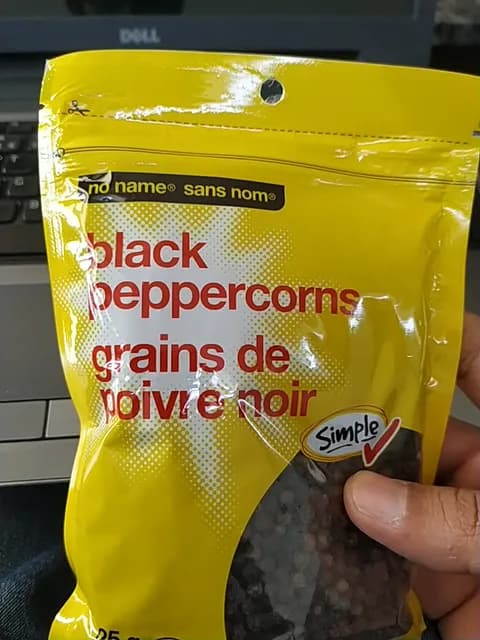 DELL
no name® sans nom®
black
peppercorns
grains de
poivre noir
Simple